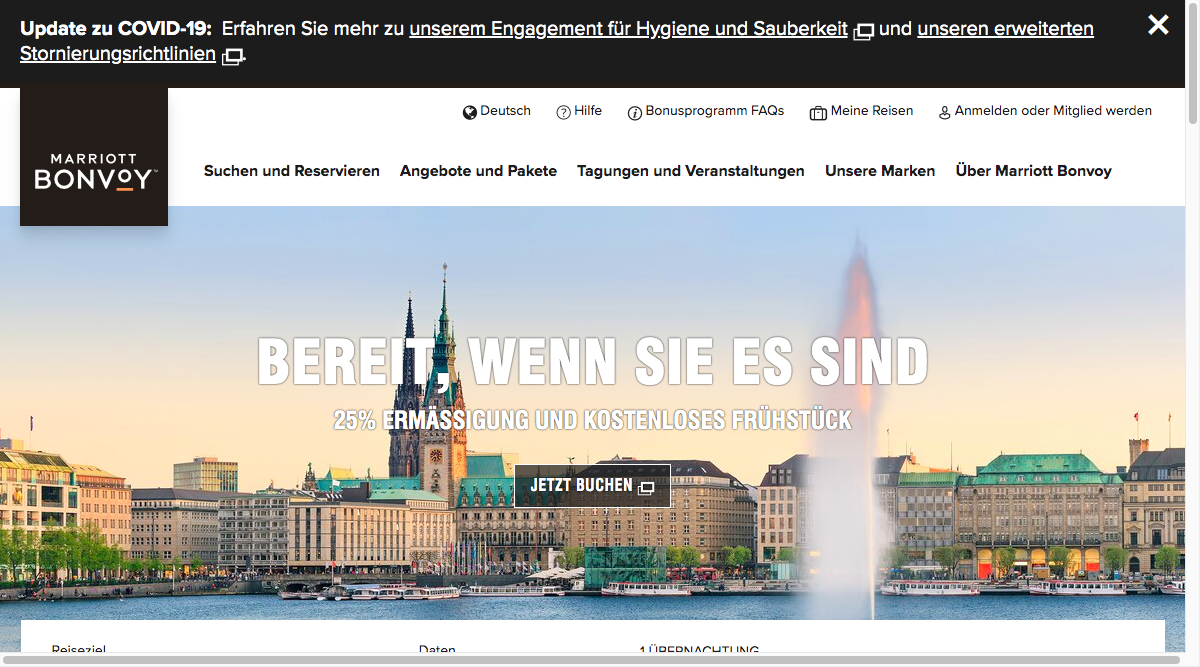 Update zu COVID-19: Erfahren Sie mehr zu unserem Engagement für Hygiene und Sauberkeit und unseren erweiterten
Stornierungsrichtlinien.
Deutsch Hilfe Bonusprogramm FAQs Meine Reisen Anmelden oder Mitglied werden
MARRIOTT
BONVOY™
Suchen und Reservieren Angebote und Pakete Tagungen und Veranstaltungen Unsere Marken Über Marriott Bonvoy
BEREIT, WENN SIE ES SIND
25% ERMÄSSIGUNG UND KOSTENLOSES FRÜHSTÜCK
JETZT BUCHEN
Reiseziel Daten 1 ÜBERNACHTUNG